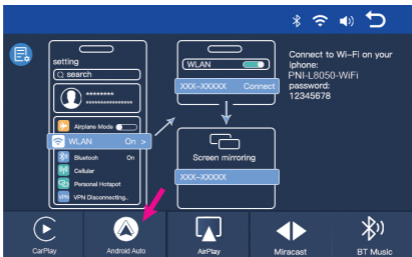 setting
search
********
****************
Airplane Mode
WLAN On >
Bluetooh On
Cellular
Personal Hotspot
VPN VPN Disconnecting..
WLAN
XXX-XXXXX Connect
Screen mirroring
XXX-XXXXX
Connect to Wi-Fi on your
iphone:
PNI-L8050-WiFi
password:
12345678
CarPlay
Android Auto
AirPlay
Miracast
BT Music